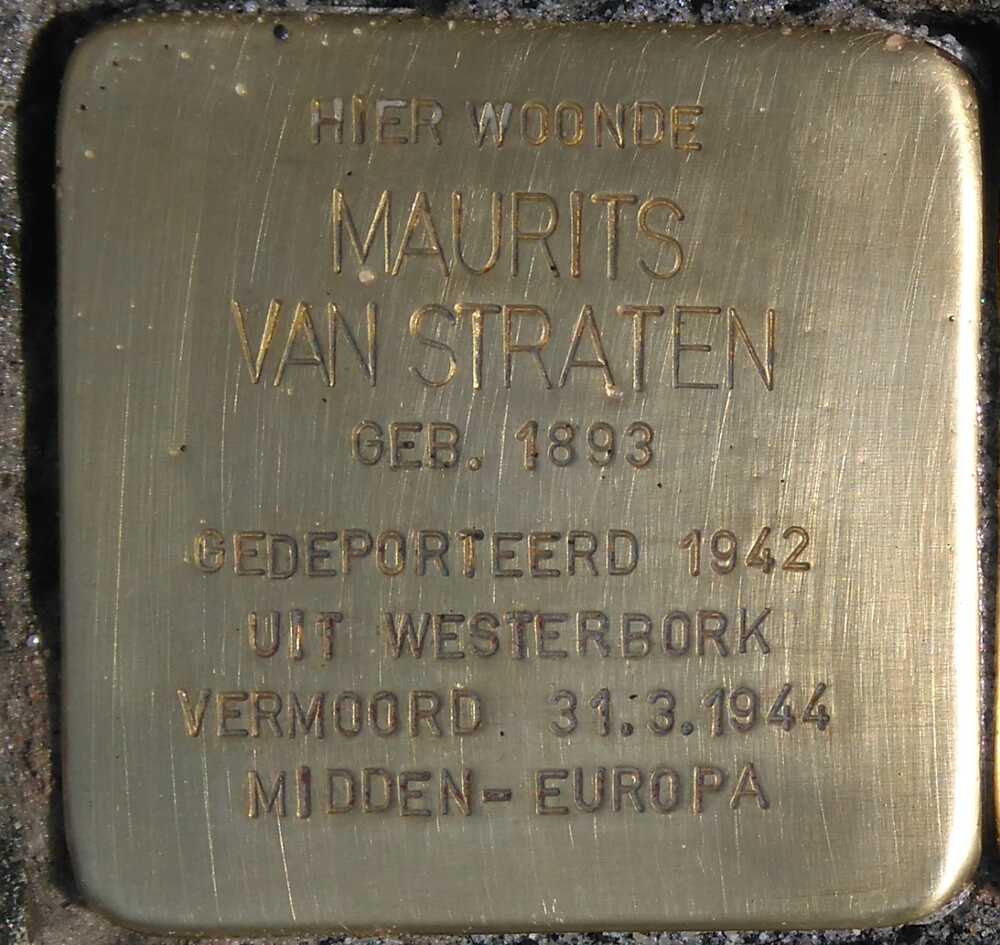 HIER WOONDE
MAURITS
VAN STRATEN
GEB. 1893
GEDEPORTEERD 1942
UIT WESTERBORK
VERMOORD 31.3.1944
MIDDEN-EUROPA